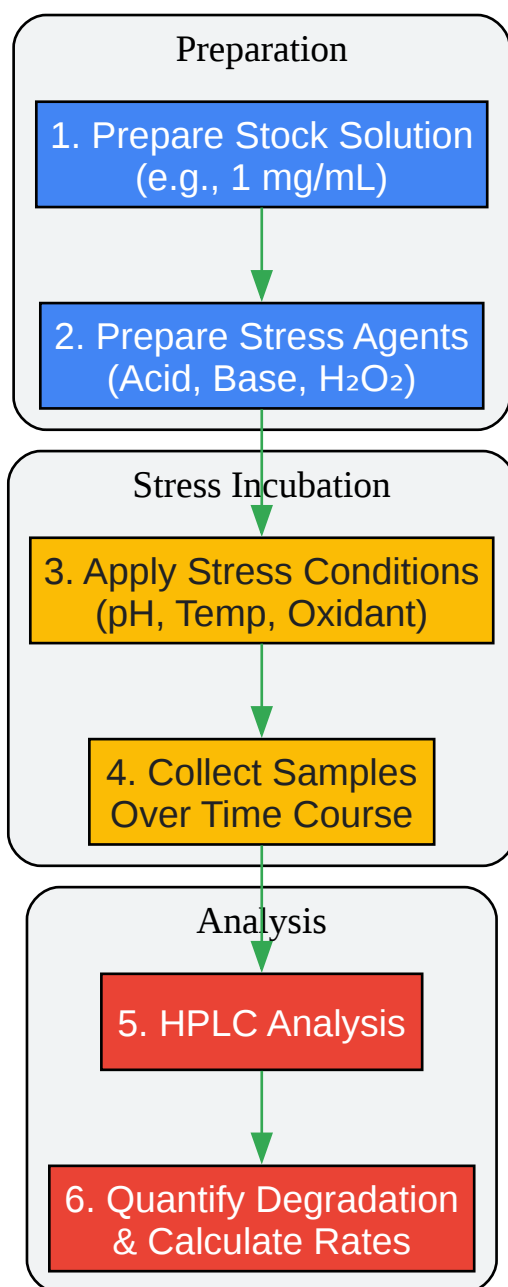 Preparation
1. Prepare Stock Solution
(e.g., 1 mg/mL)
2. Prepare Stress Agents
(Acid, Base, H₂O₂)
Stress Incubation
3. Apply Stress Conditions
(pH, Temp, Oxidant)
4. Collect Samples
Over Time Course
Analysis
5. HPLC Analysis
6. Quantify Degradation
& Calculate Rates